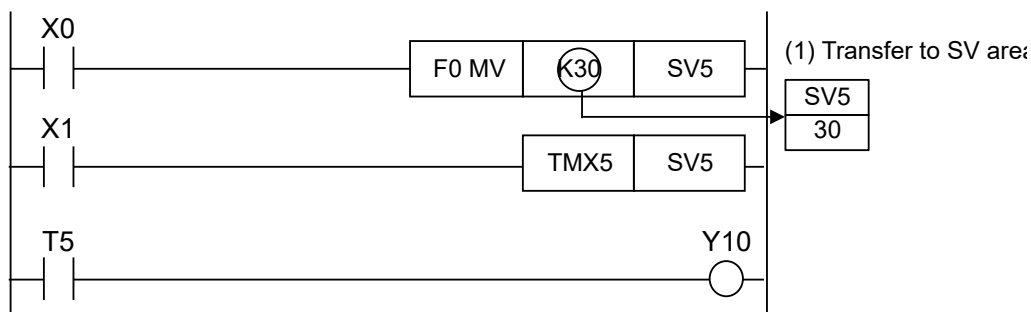 X0
F0 MV K30 SV5
(1) Transfer to SV area
SV5
30
X1
TMX5 SV5
T5
Y10